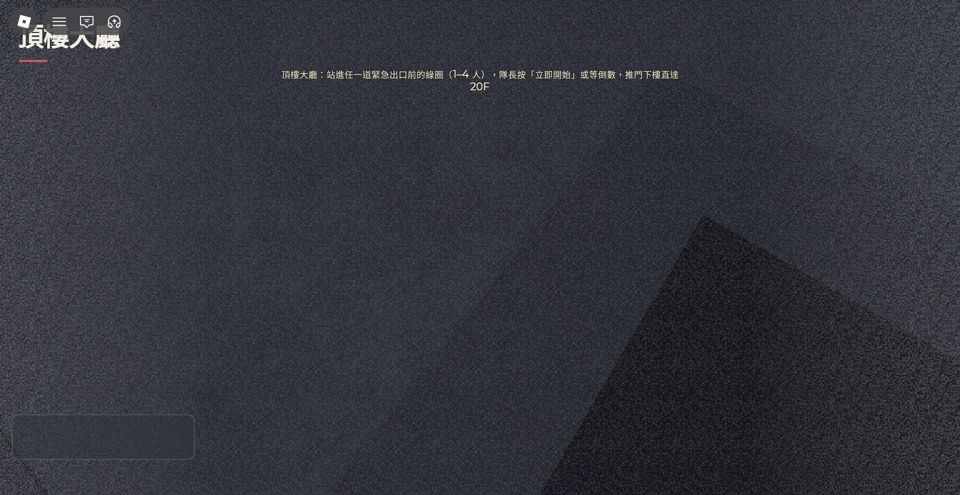 頂樓大廳
頂樓大廳：站進任一道緊急出口前的綠圈（1–4 人），隊長按「立即開始」或等倒數，推門下樓直達
20F